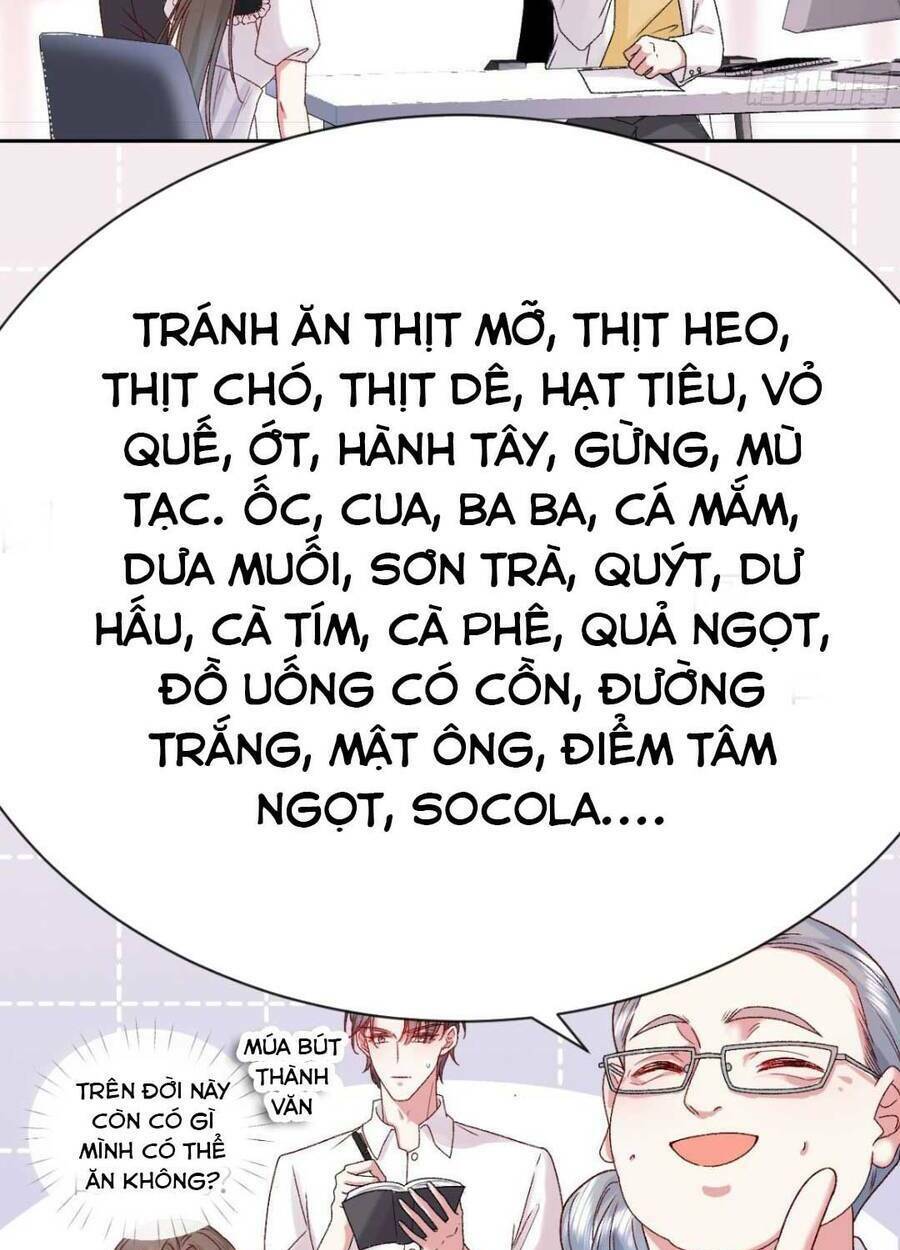 TRÁNH ĂN THỊT MỠ, THỊT HEO,
THỊT CHÓ, THỊT DÊ, HẠT TIÊU, VỎ
QUẾ, ỚT, HÀNH TÂY, GỪNG, MÙ
TẠC. ỐC, CUA, BA BA, CÁ MẮM,
DƯA MUỐI, SƠN TRÀ, QUÝT, DƯ
HẤU, CÀ TÍM, CÀ PHÊ, QUẢ NGỌT,
ĐỒ UỐNG CÓ CỒN, ĐƯỜNG
TRẮNG, MẬT ONG, ĐIỂM TÂM
NGỌT, SOCOLA....
MÚA BÚT
THÀNH
VĂN
TRÊN ĐỜI NÀY
CÒN CÓ GÌ
MÌNH CÓ THỂ
ĂN KHÔNG?